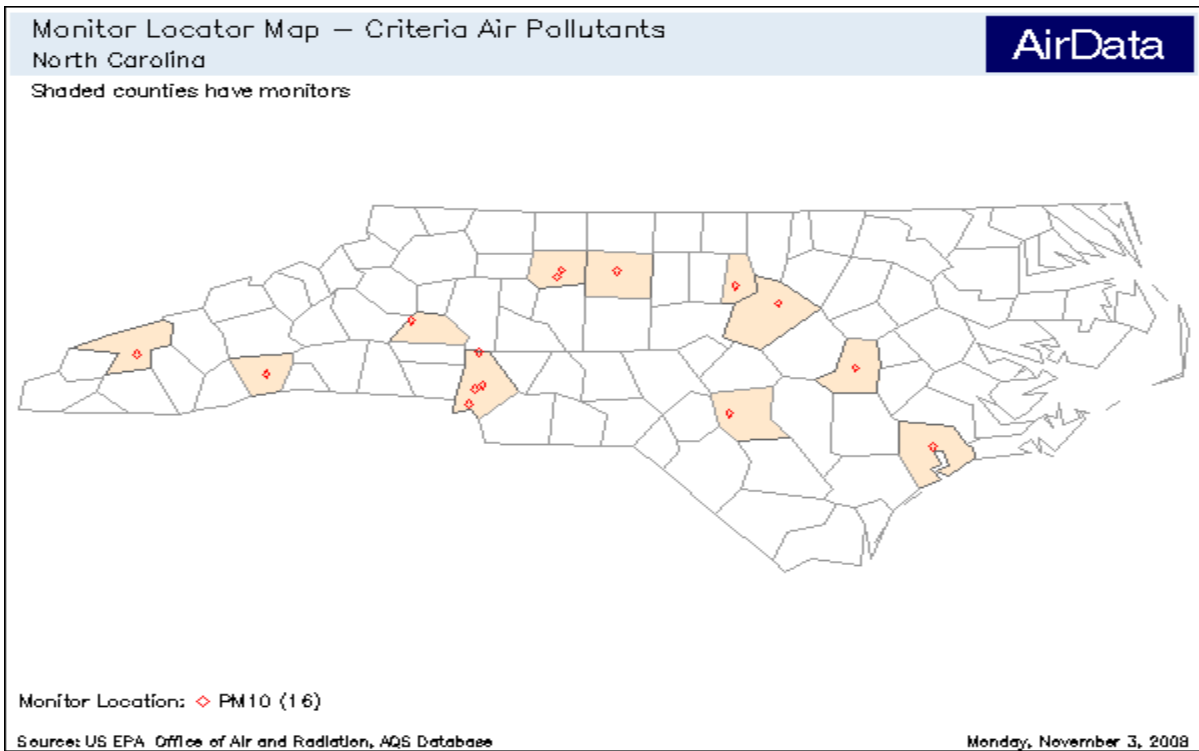 Monitor Locator Map – Criteria Air Pollutants
North Carolina
AirData
Shaded counties have monitors
Monitor Location: ◇ PM10 (16)
Source: US EPA Office of Air and Radiation, AQS Database
Monday, November 3, 2008